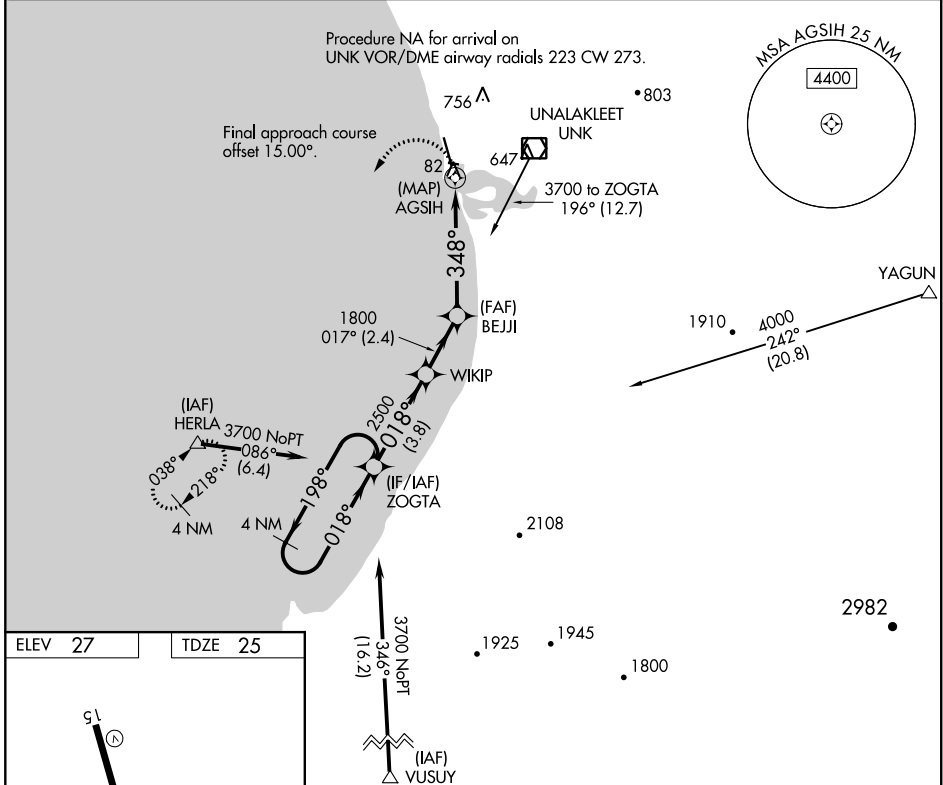 Procedure NA for arrival on
UNK VOR/DME airway radials 223 CW 273.
MSA AGSIH 25 NM
4400
756
803
UNALAKLEET
UNK
647
Final approach course
offset 15.00°.
82
(MAP)
AGSIH
3700 to ZOGTA
196° (12.7)
348°
YAGUN
(FAF)
BEJJI
1800
017° (2.4)
1910
4000
242°
(20.8)
WIKIP
(IAF)
HERLA
3700 NoPT
086°
(6.4)
2500
018°
(3.8)
038°
218°
4 NM
198°
018°
4 NM
(IF/IAF)
ZOGTA
2108
2982
3700 NoPT
346°
(16.2)
1925
1945
1800
ELEV 27
TDZE 25
15
V
(IAF)
VUSUY